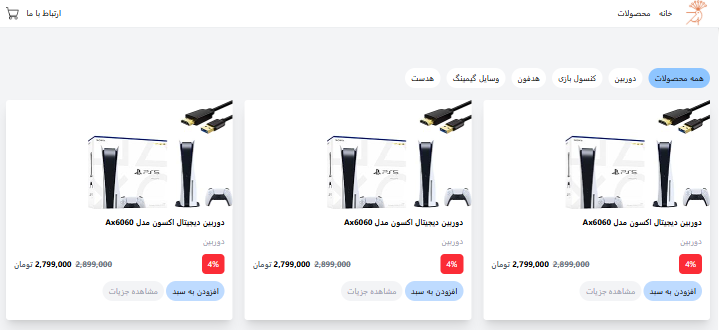 خانه محصولات ارتباط با ما
همه محصولات دوربین کنسول بازی هدفون وسایل گیمینگ هدست
PS5 PS5 PS5
دوربین دیجیتال اکسون مدل Ax6060 دوربین دیجیتال اکسون مدل Ax6060 دوربین دیجیتال اکسون مدل Ax6060
دوربین دوربین دوربین
4% 2,899,000 2,799,000 تومان 4% 2,899,000 2,799,000 تومان 4% 2,899,000 2,799,000 تومان
افزودن به سبد مشاهده جزیات افزودن به سبد مشاهده جزیات افزودن به سبد مشاهده جزیات